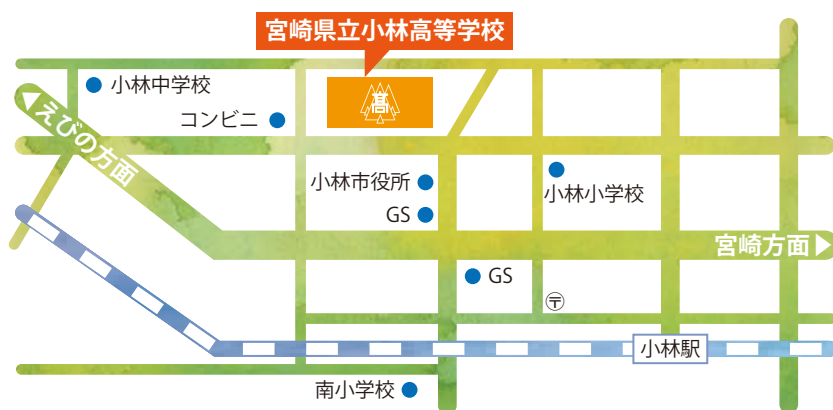 宮崎県立小林高等学校
小林中学校
高
コンビニ
◀えびの方面
小林市役所
小林小学校
GS
宮崎方面▶
GS
〒
小林駅
南小学校